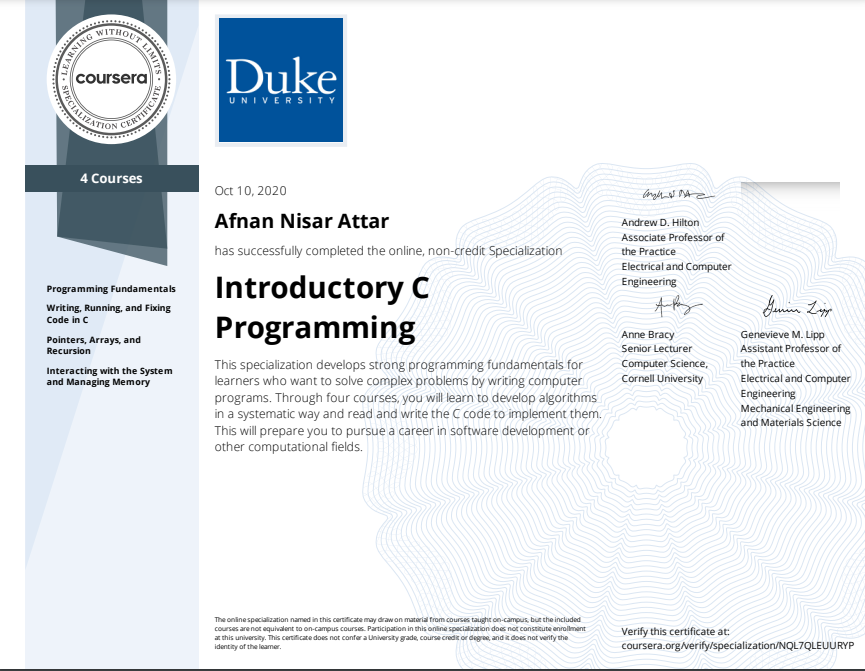 LEARNING WITHOUT LIMITS
coursera
SPECIALIZATION CERTIFICATE
4 Courses
Programming Fundamentals
Writing, Running, and Fixing
Code in C
Pointers, Arrays, and
Recursion
Interacting with the System
and Managing Memory
Duke
UNIVERSITY
Oct 10, 2020
Afnan Nisar Attar
has successfully completed the online, non-credit Specialization
Introductory C
Programming
This specialization develops strong programming fundamentals for
learners who want to solve complex problems by writing computer
programs. Through four courses, you will learn to develop algorithms
in a systematic way and read and write the C code to implement them.
This will prepare you to pursue a career in software development or
other computational fields.
Andrew D. Hilton
Associate Professor of
the Practice
Electrical and Computer
Engineering
Anne Bracy
Senior Lecturer
Computer Science,
Cornell University
Genevieve M. Lipp
Assistant Professor of
the Practice
Electrical and Computer
Engineering
Mechanical Engineering
and Materials Science
The online specialization named in this certificate may draw on material from courses taught on-campus, but the included
courses are not equivalent to on-campus courses. Participation in this online specialization does not constitute enrollment
at this university. This certificate does not confer a University grade, course credit or degree, and it does not verify the
identity of the learner.
Verify this certificate at:
coursera.org/verify/specialization/NQL7QLEUURYP